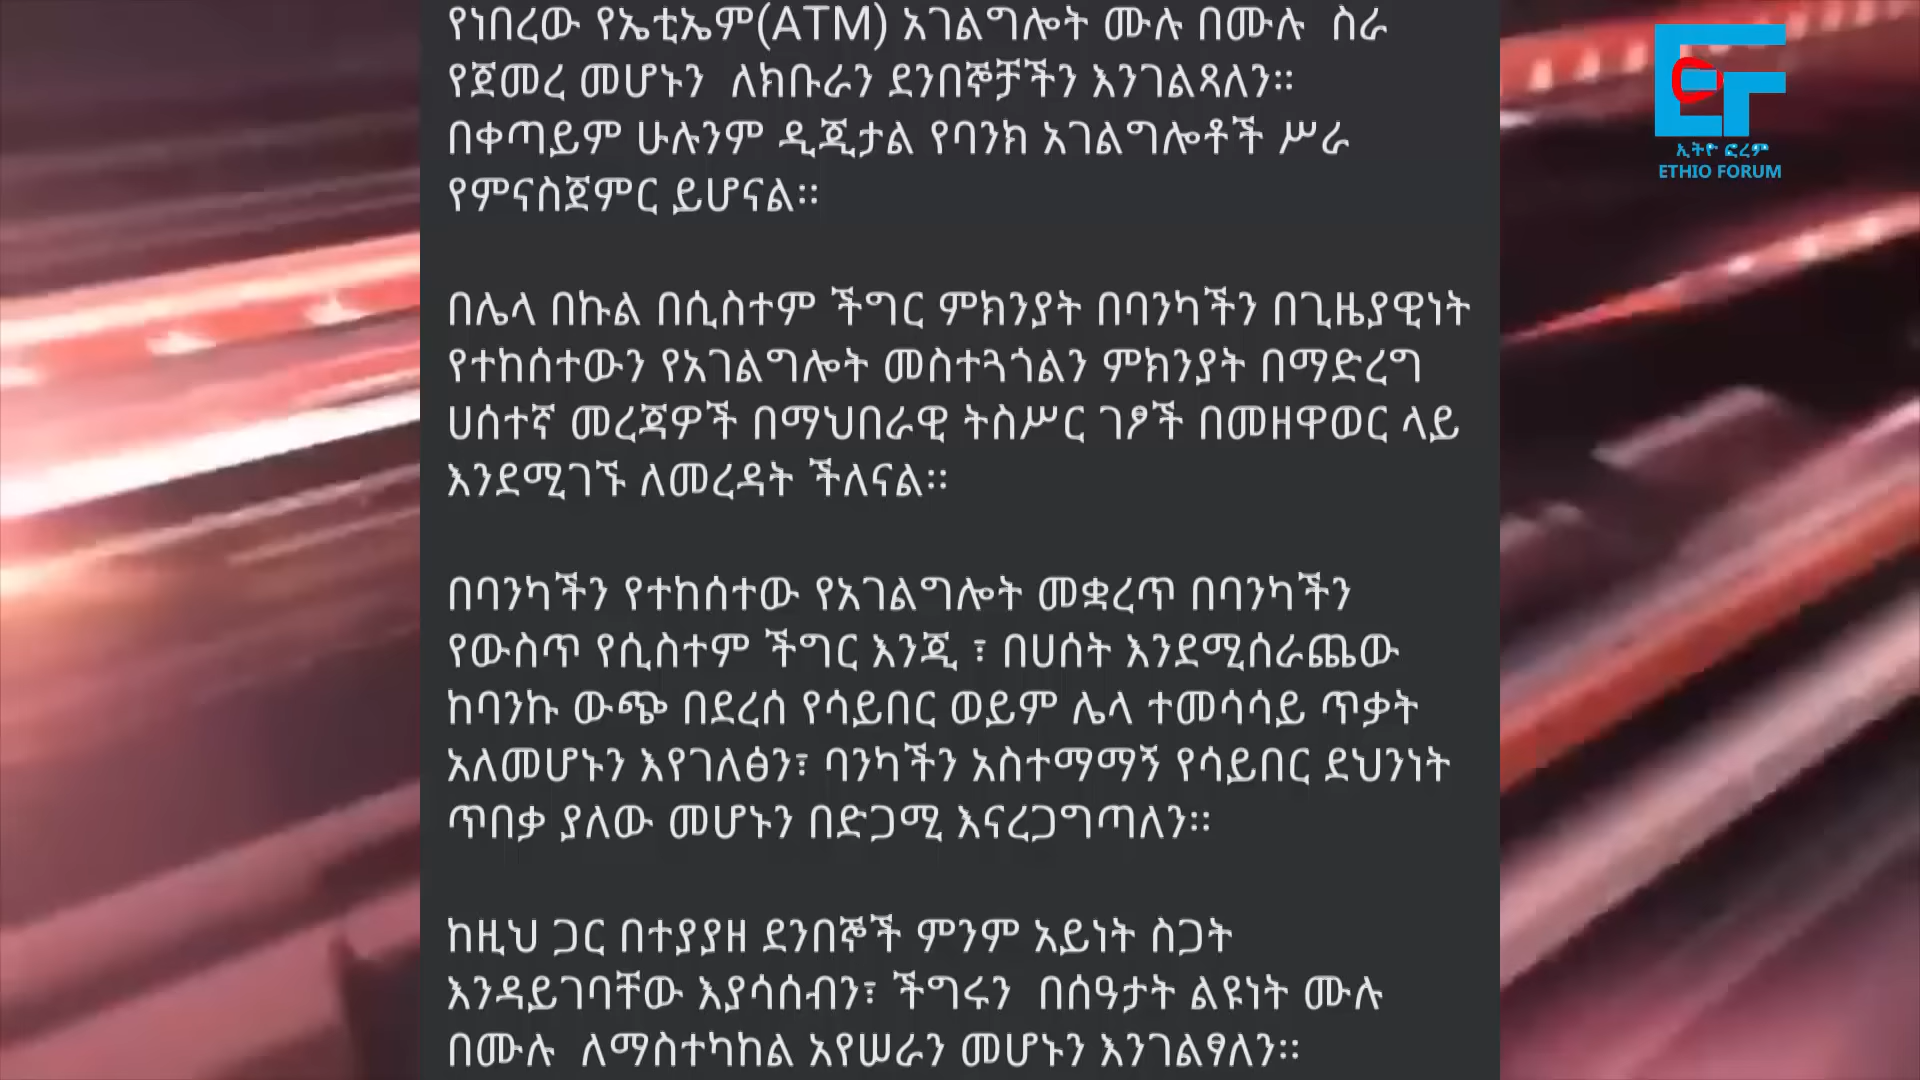 የነበረው የኤቲኤም(ATM) አገልግሎት ሙሉ በሙሉ ስራ
የጀመረ መሆኑን ለክቡራን ደንበኞቻችን እንገልጻለን።
በቀጣይም ሁሉንም ዲጂታል የባንክ አገልግሎቶች ሥራ
የምናስጀምር ይሆናል።
በሌላ በኩል በሲስተም ችግር ምክንያት በባንካችን በጊዜያዊነት
የተከሰተውን የአገልግሎት መስተጓጎልን ምክንያት በማድረግ
ሀሰተኛ መረጃዎች በማህበራዊ ትስሥር ገፆች በመዘዋወር ላይ
እንደሚገኙ ለመረዳት ችለናል።
በባንካችን የተከሰተው የአገልግሎት መቋረጥ በባንካችን
የውስጥ የሲስተም ችግር እንጂ ፣ በሀሰት እንደሚሰራጨው
ከባንኩ ውጭ በደረሰ የሳይበር ወይም ሌላ ተመሳሳይ ጥቃት
አለመሆኑን እየገለፅን፣ ባንካችን አስተማማኝ የሳይበር ደህንነት
ጥበቃ ያለው መሆኑን በድጋሚ እናረጋግጣለን።
ከዚህ ጋር በተያያዘ ደንበኞች ምንም አይነት ስጋት
እንዳይገባቸው እያሳሰብን፣ ችግሩን በሰዓታት ልዩነት ሙሉ
በሙሉ ለማስተካከል አየሠራን መሆኑን እንገልፃለን።
EF
ኢትዮ ፎረም
ETHIO FORUM